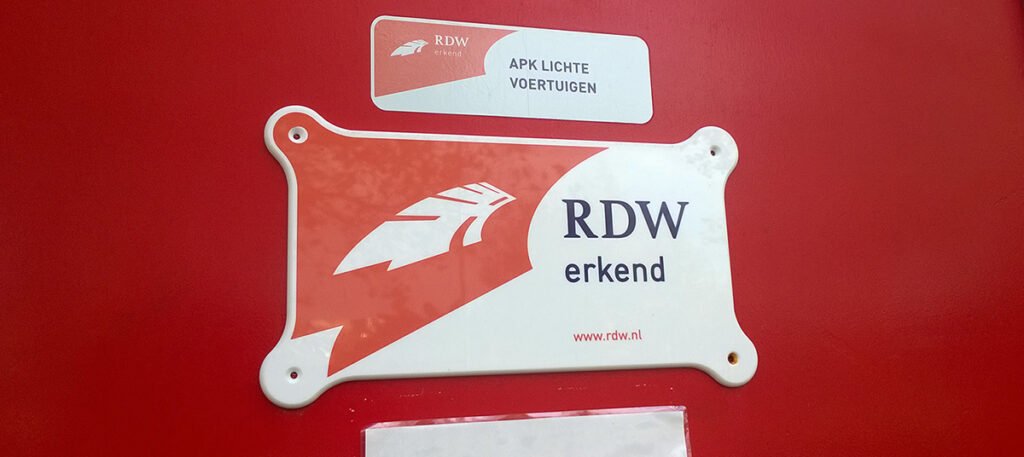 RDW
erkend
APK LICHTE
VOERTUIGEN
RDW
erkend
www.rdw.nl